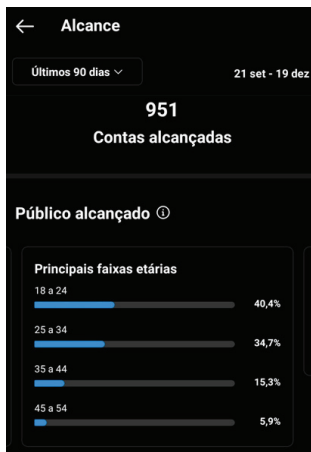 Alcance
Últimos 90 dias
21 set - 19 dez
951
Contas alcançadas
Público alcançado
Principais faixas etárias
18 a 24
40,4%
25 a 34
34,7%
35 a 44
15,3%
45 a 54
5,9%